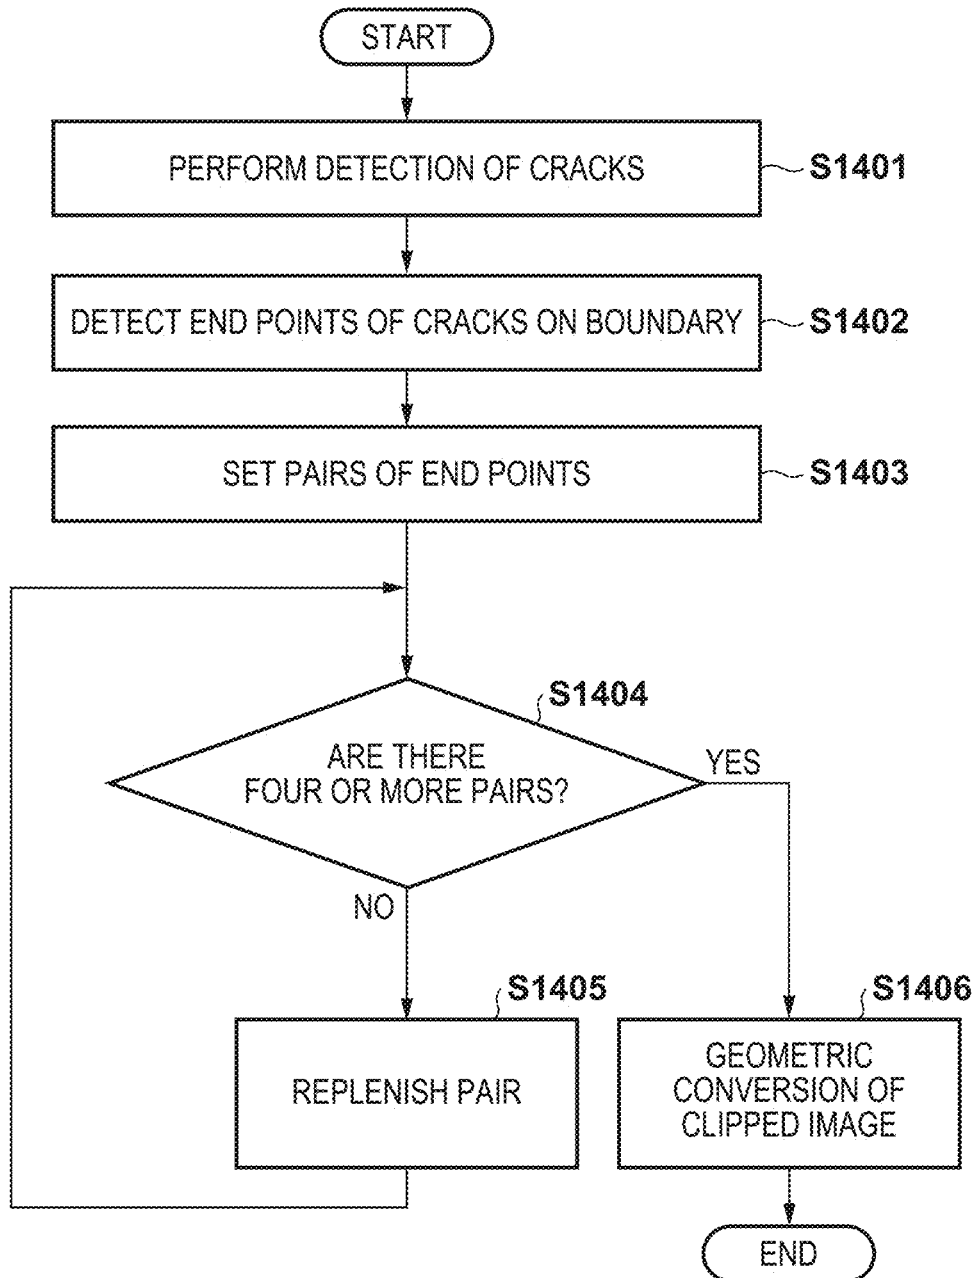 START
PERFORM DETECTION OF CRACKS
S1401
DETECT END POINTS OF CRACKS ON BOUNDARY
S1402
SET PAIRS OF END POINTS
S1403
S1404
ARE THERE
FOUR OR MORE PAIRS?
YES
NO
S1405
REPLENISH PAIR
S1406
GEOMETRIC
CONVERSION OF
CLIPPED IMAGE
END